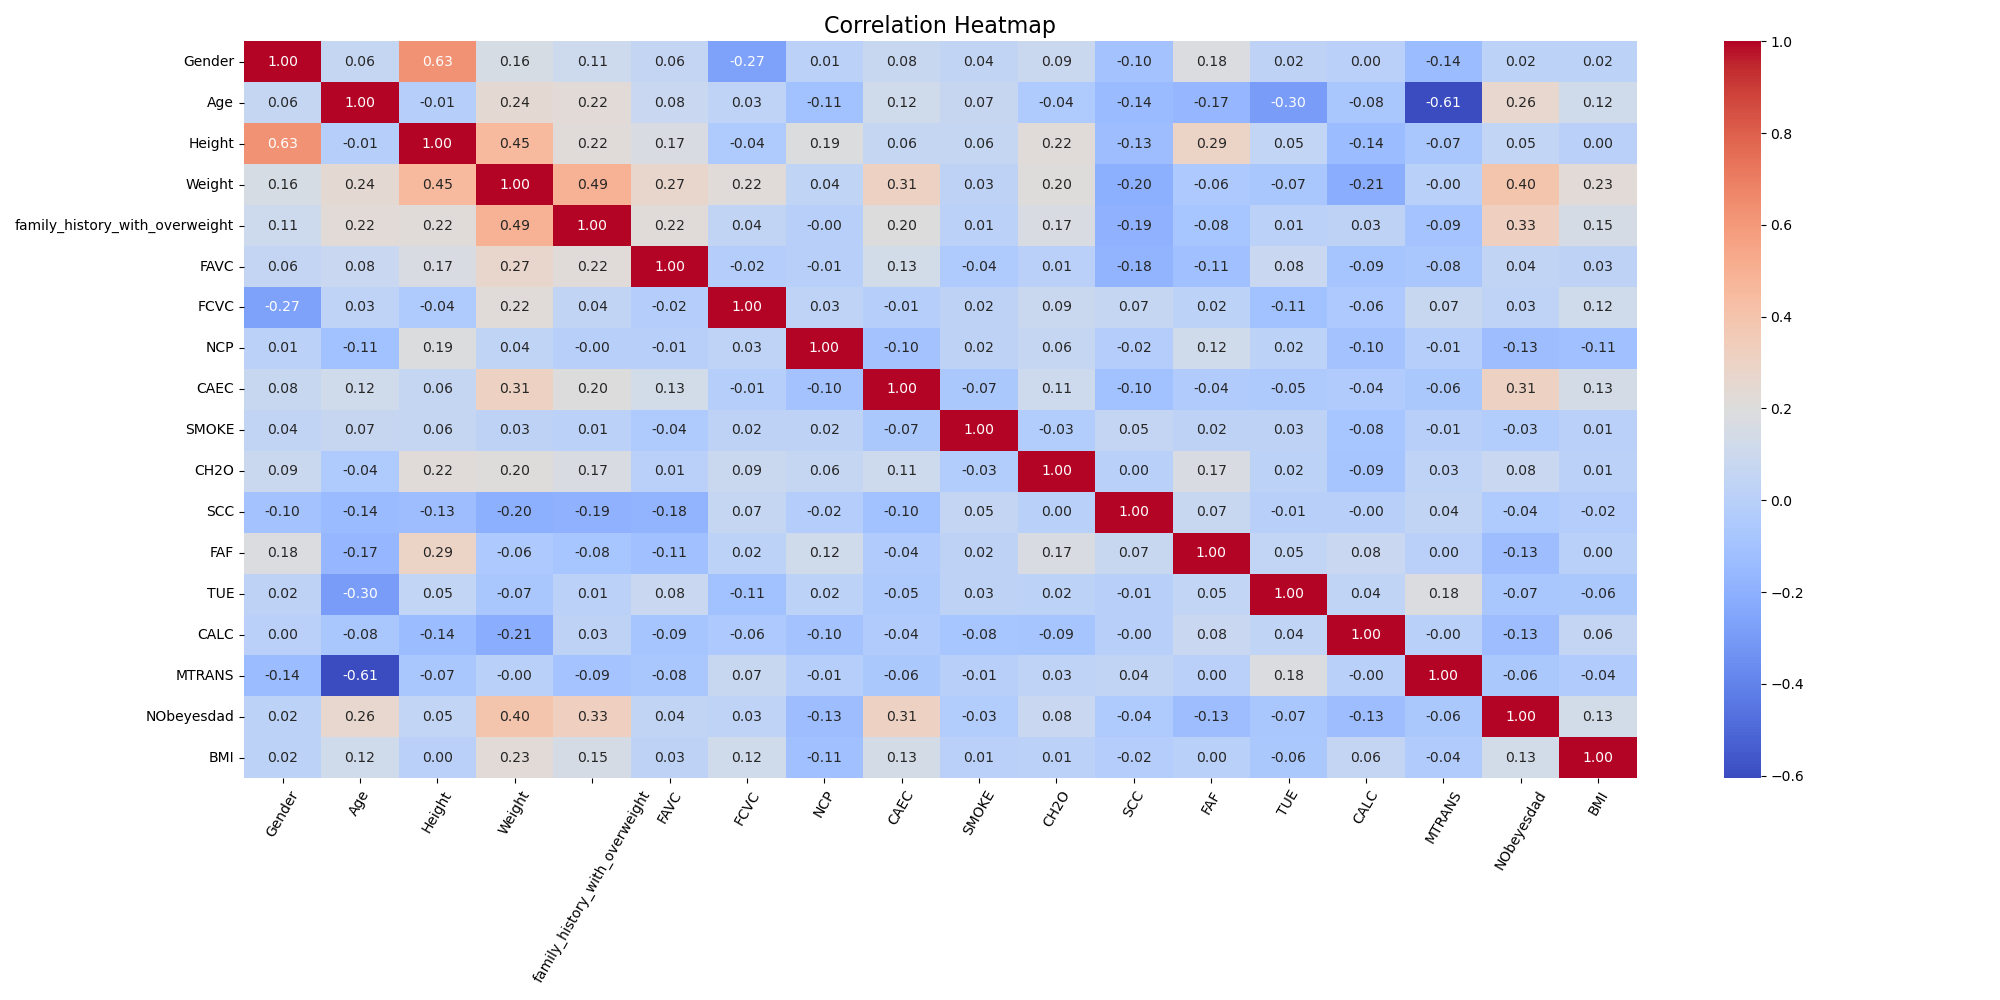 Correlation Heatmap
Gender 1.00 0.06 0.63 0.16 0.11 0.06 -0.27 0.01 0.08 0.04 0.09 -0.10 0.18 0.02 0.00 -0.14 0.02 0.02
Age 0.06 1.00 -0.01 0.24 0.22 0.08 0.03 -0.11 0.12 0.07 -0.04 -0.14 -0.17 -0.30 -0.08 -0.61 0.26 0.12
Height 0.63 -0.01 1.00 0.45 0.22 0.17 -0.04 0.19 0.06 0.06 0.22 -0.13 0.29 0.05 -0.14 -0.07 0.05 0.00
Weight 0.16 0.24 0.45 1.00 0.49 0.27 0.22 0.04 0.31 0.03 0.20 -0.20 -0.06 -0.07 -0.21 -0.00 0.40 0.23
family_history_with_overweight 0.11 0.22 0.22 0.49 1.00 0.22 0.04 -0.00 0.20 0.01 0.17 -0.19 -0.08 0.01 0.03 -0.09 0.33 0.15
FAVC 0.06 0.08 0.17 0.27 0.22 1.00 -0.02 -0.01 0.13 -0.04 0.01 -0.18 -0.11 0.08 -0.09 -0.08 0.04 0.03
FCVC -0.27 0.03 -0.04 0.22 0.04 -0.02 1.00 0.03 -0.01 0.02 0.09 0.07 0.02 -0.11 -0.06 0.07 0.03 0.12
NCP 0.01 -0.11 0.19 0.04 -0.00 -0.01 0.03 1.00 -0.10 0.02 0.06 -0.02 0.12 0.02 -0.10 -0.01 -0.13 -0.11
CAEC 0.08 0.12 0.06 0.31 0.20 0.13 -0.01 -0.10 1.00 -0.07 0.11 -0.10 -0.04 -0.05 -0.04 -0.06 0.31 0.13
SMOKE 0.04 0.07 0.06 0.03 0.01 -0.04 0.02 0.02 -0.07 1.00 -0.03 0.05 0.02 0.03 -0.08 -0.01 -0.03 0.01
CH2O 0.09 -0.04 0.22 0.20 0.17 0.01 0.09 0.06 0.11 -0.03 1.00 0.00 0.17 0.02 -0.09 0.03 0.08 0.01
SCC -0.10 -0.14 -0.13 -0.20 -0.19 -0.18 0.07 -0.02 -0.10 0.05 0.00 1.00 0.07 -0.01 -0.00 0.04 -0.04 -0.02
FAF 0.18 -0.17 0.29 -0.06 -0.08 -0.11 0.02 0.12 -0.04 0.02 0.17 0.07 1.00 0.05 0.08 0.00 -0.13 0.00
TUE 0.02 -0.30 0.05 -0.07 0.01 0.08 -0.11 0.02 -0.05 0.03 0.02 -0.01 0.05 1.00 0.04 0.18 -0.07 -0.06
CALC 0.00 -0.08 -0.14 -0.21 0.03 -0.09 -0.06 -0.10 -0.04 -0.08 -0.09 -0.00 0.08 0.04 1.00 -0.00 -0.13 0.06
MTRANS -0.14 -0.61 -0.07 -0.00 -0.09 -0.08 0.07 -0.01 -0.06 -0.01 0.03 0.04 0.00 0.18 -0.00 1.00 -0.06 -0.04
NObeyesdad 0.02 0.26 0.05 0.40 0.33 0.04 0.03 -0.13 0.31 -0.03 0.08 -0.04 -0.13 -0.07 -0.13 -0.06 1.00 0.13
BMI 0.02 0.12 0.00 0.23 0.15 0.03 0.12 -0.11 0.13 0.01 0.01 -0.02 0.00 -0.06 0.06 -0.04 0.13 1.00
Gender Age Height Weight family_history_with_overweight FAVC FCVC NCP CAEC SMOKE CH2O SCC FAF TUE CALC MTRANS NObeyesdad BMI
1.0
0.8
0.6
0.4
0.2
0.0
−0.2
−0.4
−0.6